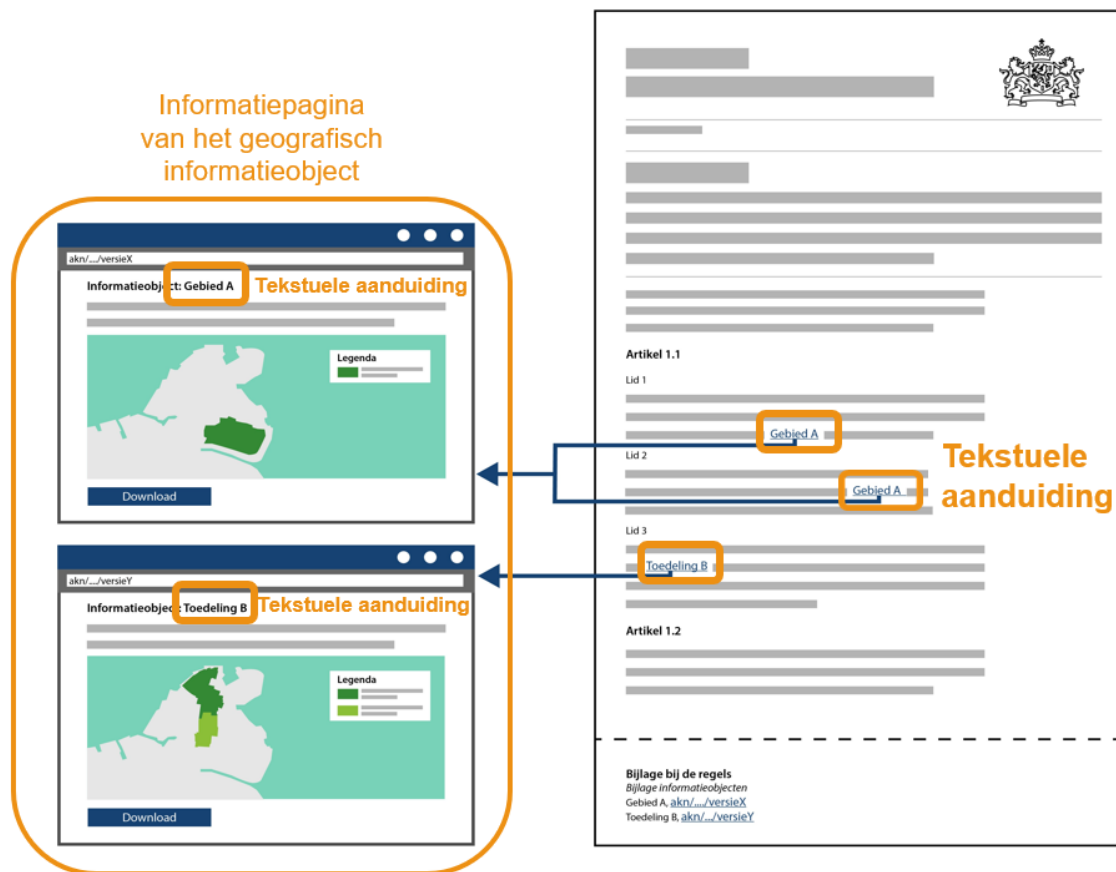 Informatiepagina
van het geografisch
informatieobject
akn/..../versieX
Informatieobject: Gebied A
Tekstuele aanduiding
Legenda
Download
akn/.../versieY
Informatieobject: Toedeling B
Tekstuele aanduiding
Legenda
Download
Artikel 1.1
Lid 1
Gebied A
Lid 2
Gebied A
Tekstuele
aanduiding
Lid 3
Toedeling B
Artikel 1.2
Bijlage bij de regels
Bijlage informatieobjecten
Gebied A, akn/..../versieX
Toedeling B, akn/.../versieY